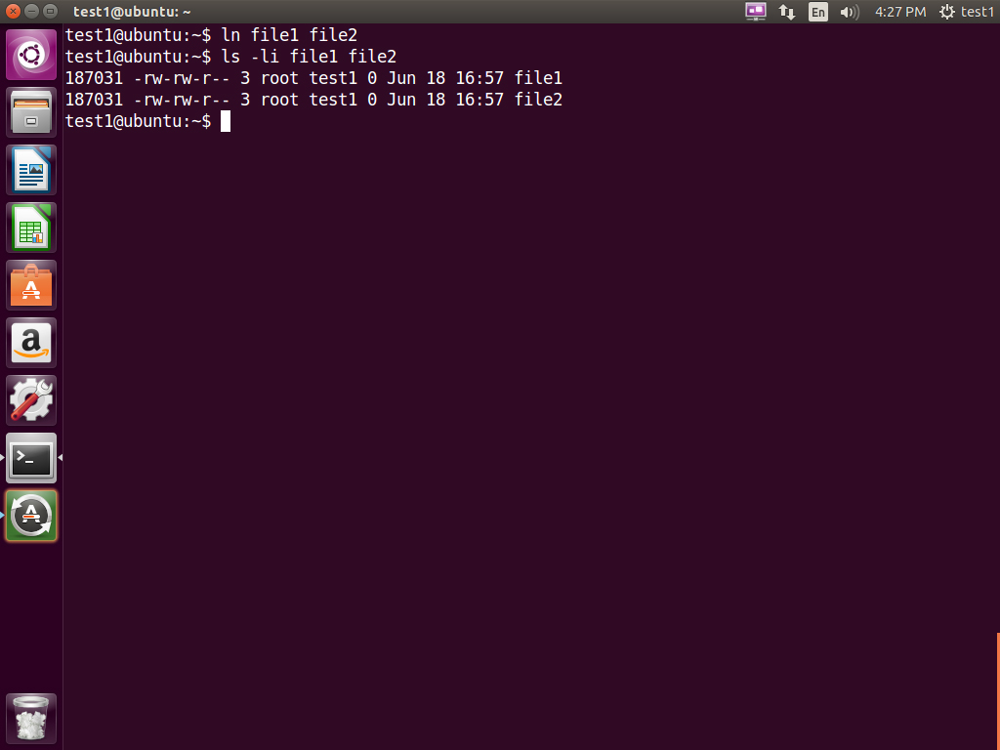 test1@ubuntu: ~
En
4:27 PM
test1
test1@ubuntu:~$ ln file1 file2
test1@ubuntu:~$ ls -li file1 file2
187031 -rw-rw-r-- 3 root test1 0 Jun 18 16:57 file1
187031 -rw-rw-r-- 3 root test1 0 Jun 18 16:57 file2
test1@ubuntu:~$